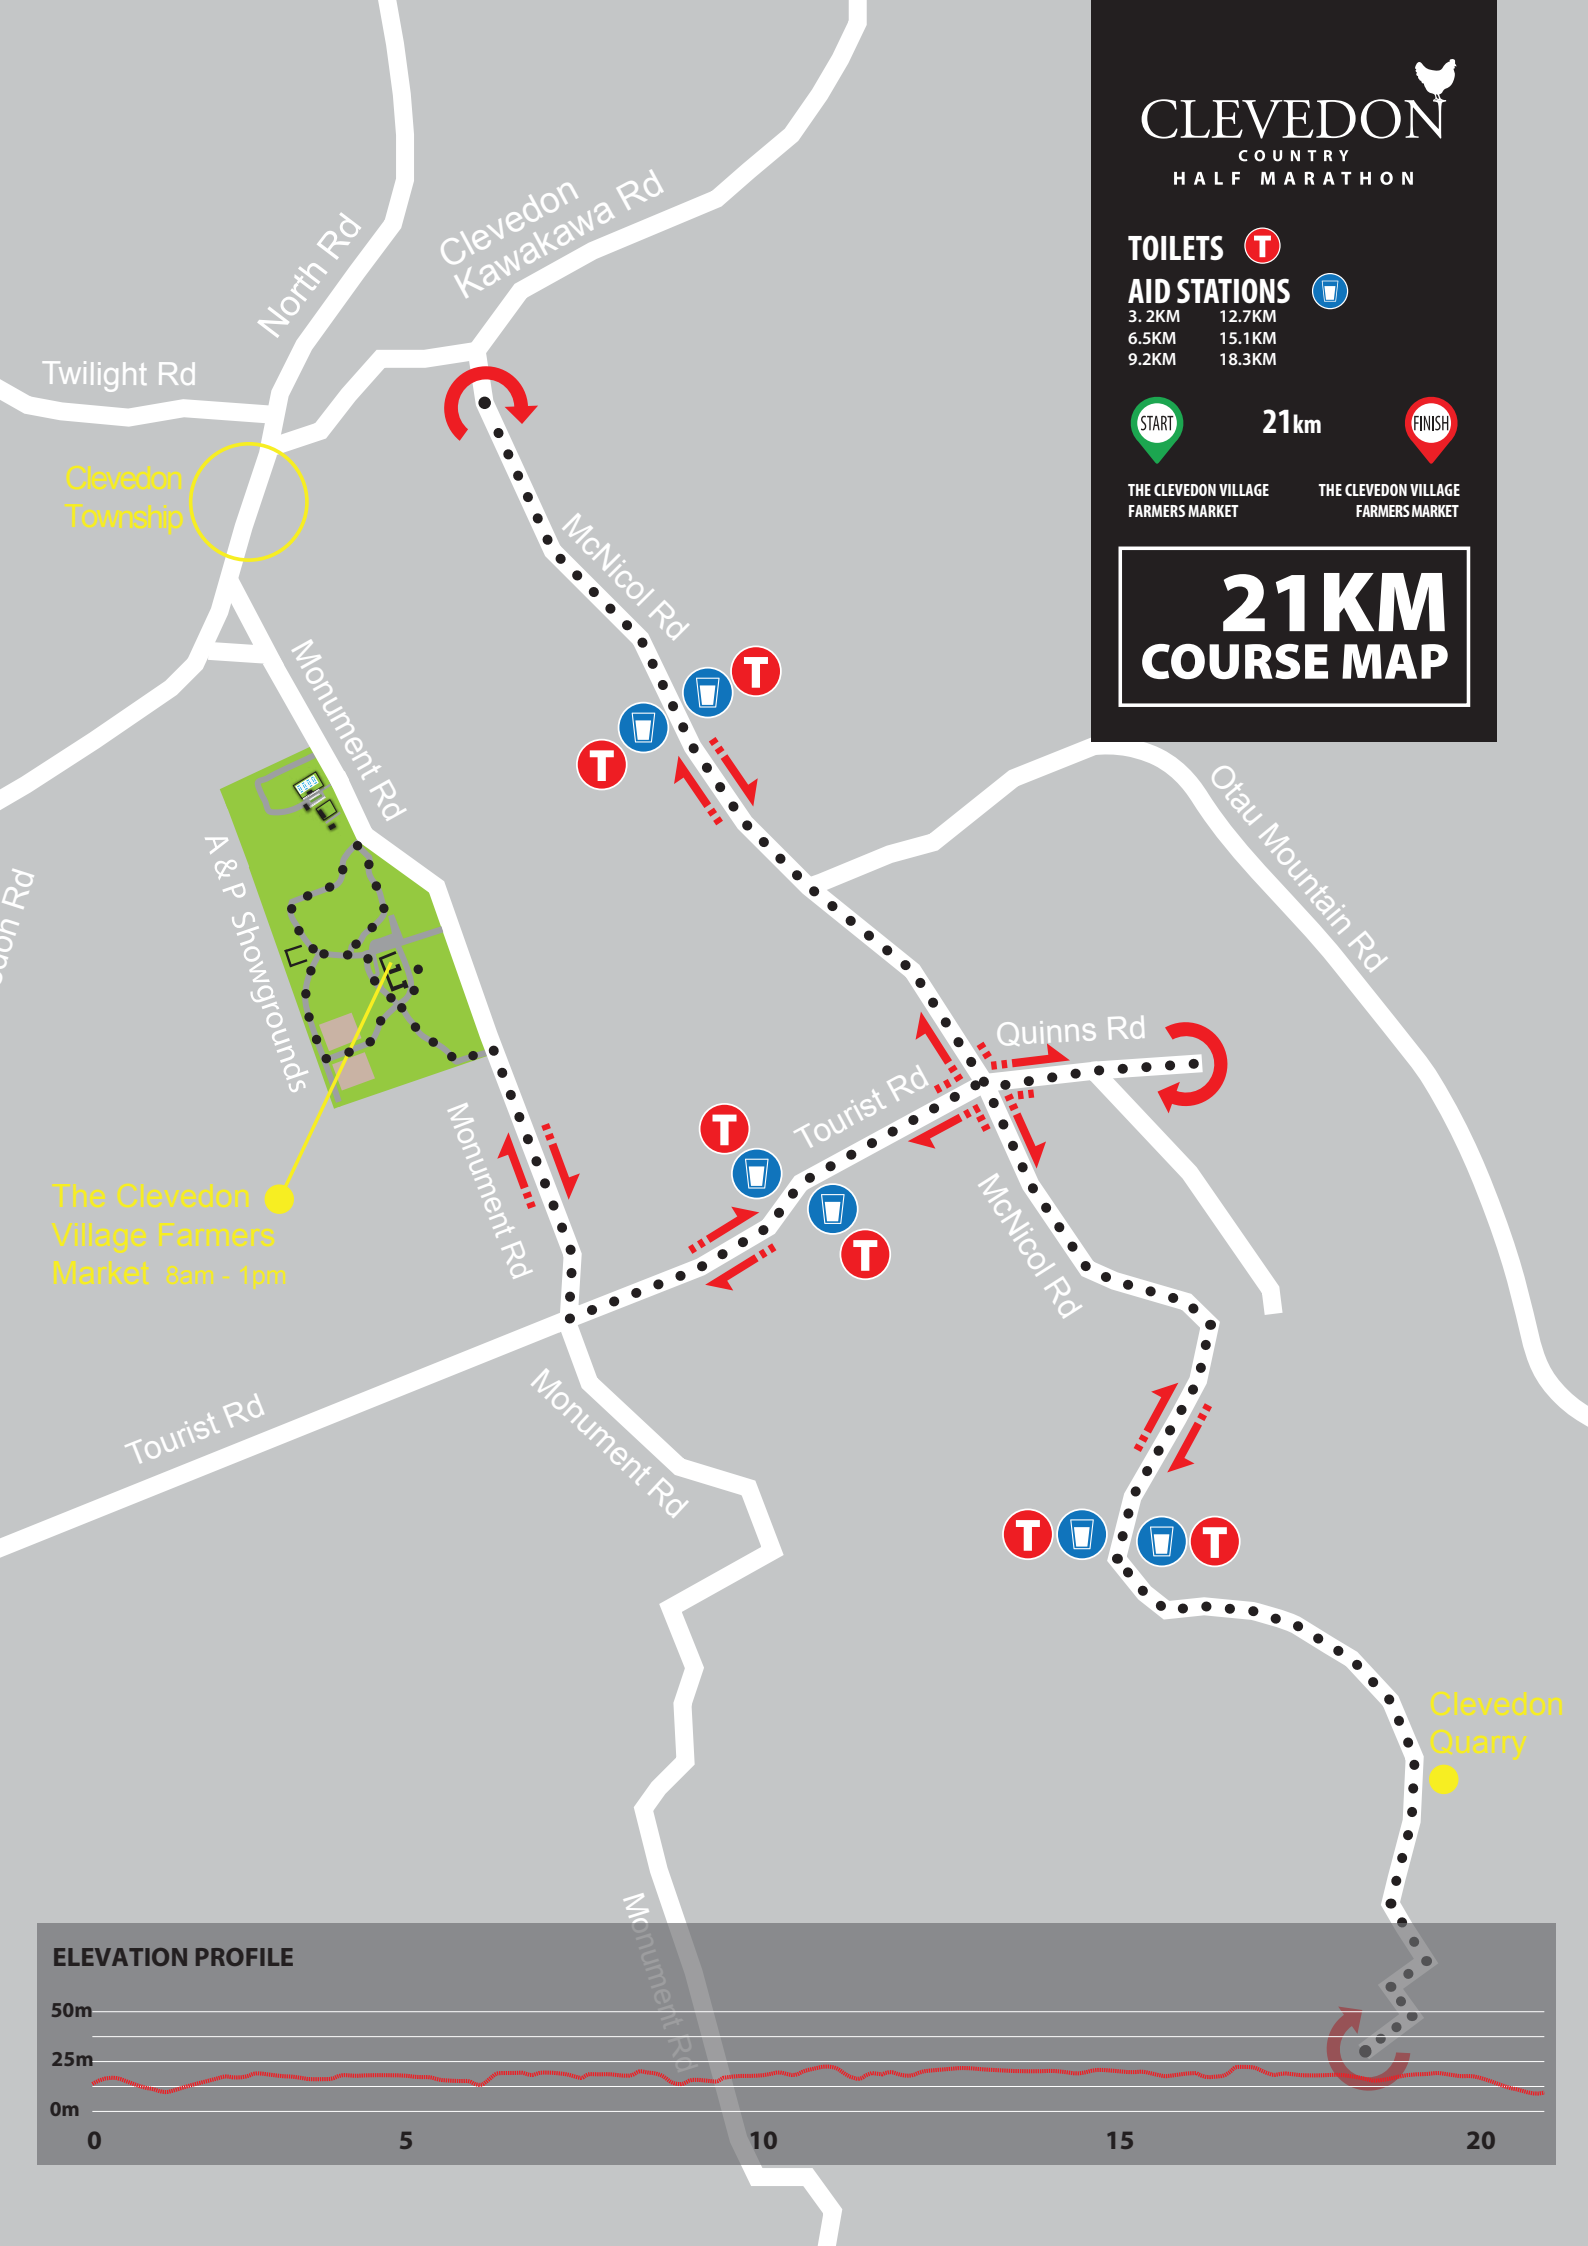 CLEVEDON
COUNTRY
HALF MARATHON
TOILETS T
AID STATIONS
3. 2KM 12.7KM
6.5KM 15.1KM
9.2KM 18.3KM
START 21km FINISH
THE CLEVEDON VILLAGE
FARMERS MARKET
THE CLEVEDON VILLAGE
FARMERS MARKET
21KM
COURSE MAP
North Rd
Clevedon
Kawakawa Rd
Twilight Rd
Clevedon
Township
McNicol Rd
T
T
Monument Rd
Otau Mountain Rd
A & P Showgrounds
don Rd
Quinns Rd
Tourist Rd
Monument Rd
T
T
McNicol Rd
The Clevedon
Village Farmers
Market 8am - 1pm
Tourist Rd
Monument Rd
T
T
Clevedon
Quarry
Monument Rd
ELEVATION PROFILE
50m
25m
0m
0 5 10 15 20